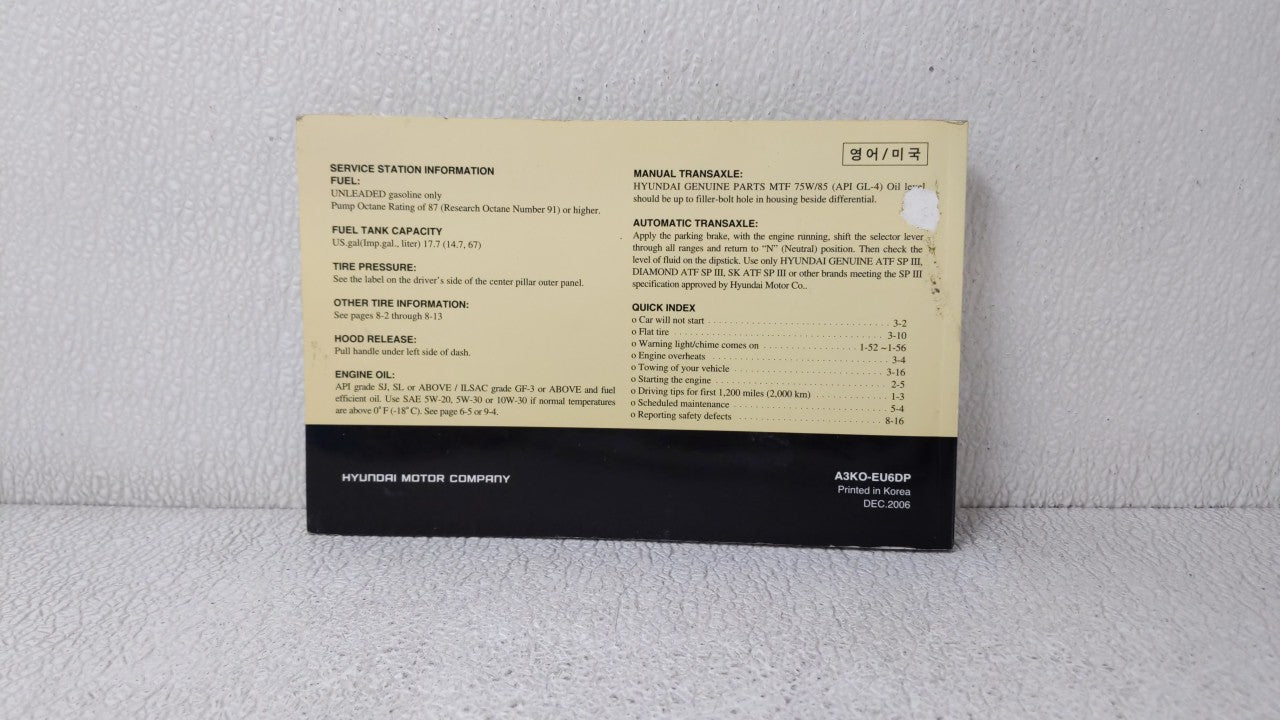 SERVICE STATION INFORMATION
FUEL:
UNLEADED gasoline only
Pump Octane Rating of 87 (Research Octane Number 91) or higher.
FUEL TANK CAPACITY
US.gal(Imp.gal., liter) 17.7 (14.7, 67)
TIRE PRESSURE:
See the label on the driver's side of the center pillar outer panel.
OTHER TIRE INFORMATION:
See pages 8-2 through 8-13
HOOD RELEASE:
Pull handle under left side of dash.
ENGINE OIL:
API grade SJ, SL or ABOVE / ILSAC grade GF-3 or ABOVE and fuel
efficient oil. Use SAE 5W-20, 5W-30 or 10W-30 if normal temperatures
are above 0°F (-18°C). See page 6-5 or 9-4.
영어/미국
MANUAL TRANSAXLE:
HYUNDAI GENUINE PARTS MTF 75W/85 (API GL-4) Oil level
should be up to filler-bolt hole in housing beside differential.
AUTOMATIC TRANSAXLE:
Apply the parking brake, with the engine running, shift the selector lever
through all ranges and return to "N" (Neutral) position. Then check the
level of fluid on the dipstick. Use only HYUNDAI GENUINE ATF SP III,
DIAMOND ATF SP III, SK ATF SP III or other brands meeting the SP III
specification approved by Hyundai Motor Co..
QUICK INDEX
o Car will not start 3-2
o Flat tire 3-10
o Warning light/chime comes on 1-52 ~1-56
o Engine overheats 3-4
o Towing of your vehicle 3-16
o Starting the engine 2-5
o Driving tips for first 1,200 miles (2,000 km) 1-3
o Scheduled maintenance 5-4
o Reporting safety defects 8-16
HYUNDAI MOTOR COMPANY
A3KO-EU6DP
Printed in Korea
DEC.2006